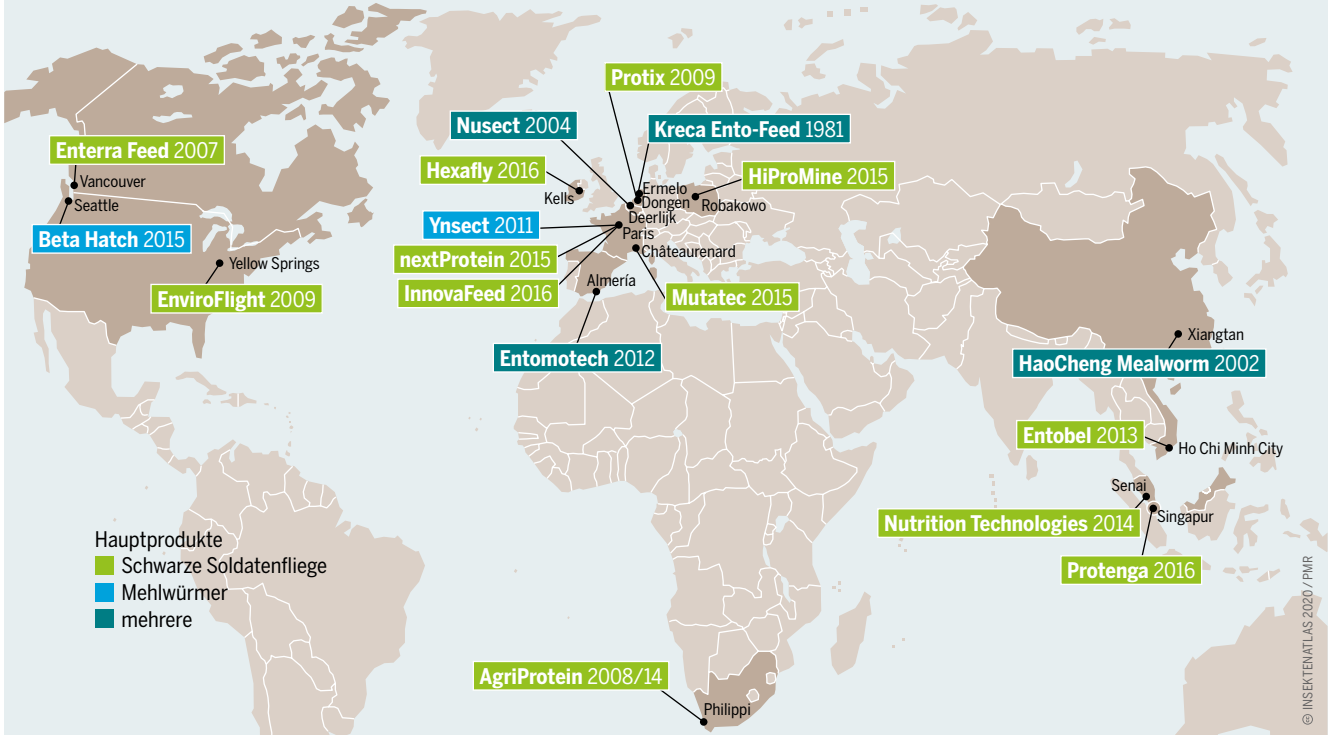 Protix 2009
Nusect 2004
Kreca Ento-Feed 1981
Enterra Feed 2007
Hexafly 2016
HiProMine 2015
Vancouver
Seattle
Kells
Ermelo
Dongen
Robakowo
Deerlijk
Ynsect 2011
Paris
Beta Hatch 2015
nextProtein 2015
Châteaurenard
Yellow Springs
Almería
InnovaFeed 2016
Mutatec 2015
EnviroFlight 2009
Xiangtan
Entomotech 2012
HaoCheng Mealworm 2002
Entobel 2013
Ho Chi Minh City
Senai
Nutrition Technologies 2014
Singapur
Protenga 2016
Hauptprodukte
Schwarze Soldatenfliege
Mehlwürmer
mehrere
AgriProtein 2008/14
Philippi
© INSEKTENATLAS 2020 / PMR